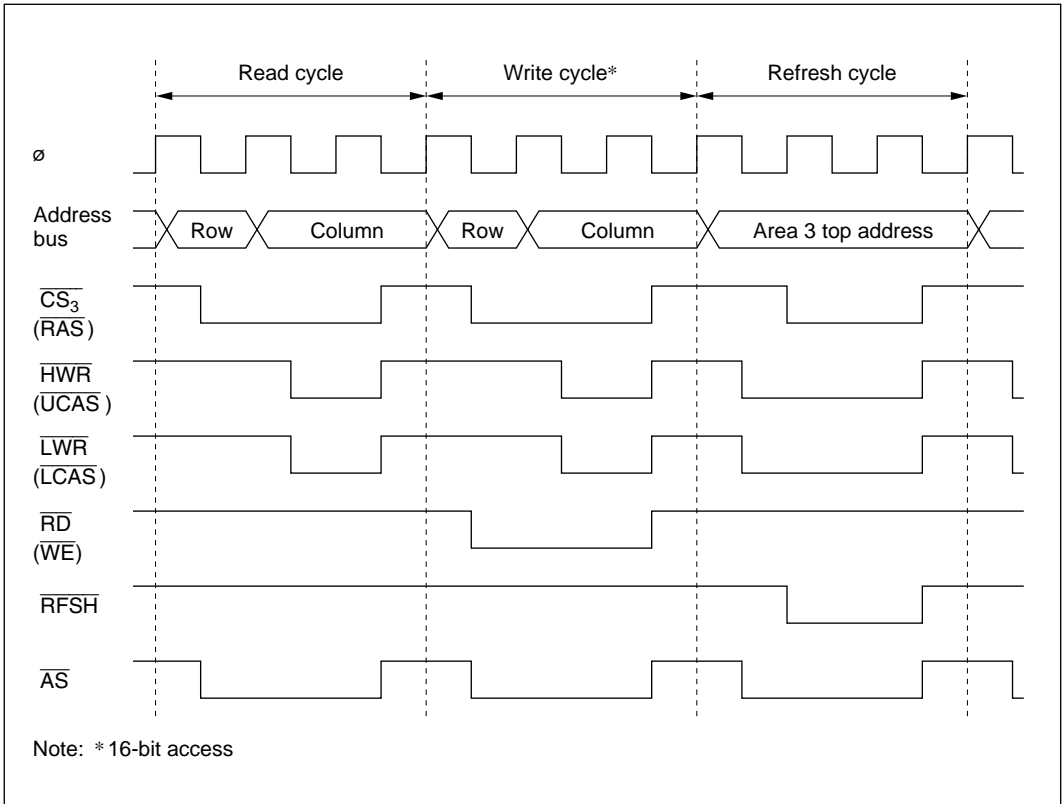 Read cycle Write cycle* Refresh cycle
ø
Address
bus
Row Column Row Column Area 3 top address
CS₃
(RAS)
HWR
(UCAS)
LWR
(LCAS)
RD
(WE)
RFSH
AS
Note: * 16-bit access